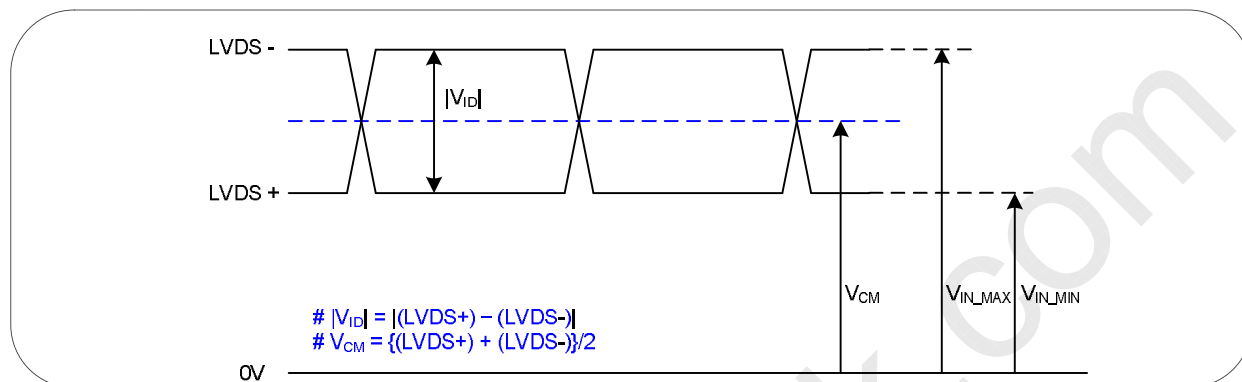 LVDS -
|VID|
LVDS +
VCM
VIN_MAX
VIN_MIN
# |VID| = |(LVDS+) – (LVDS-)|
# VCM = {(LVDS+) + (LVDS-)}/2
0V